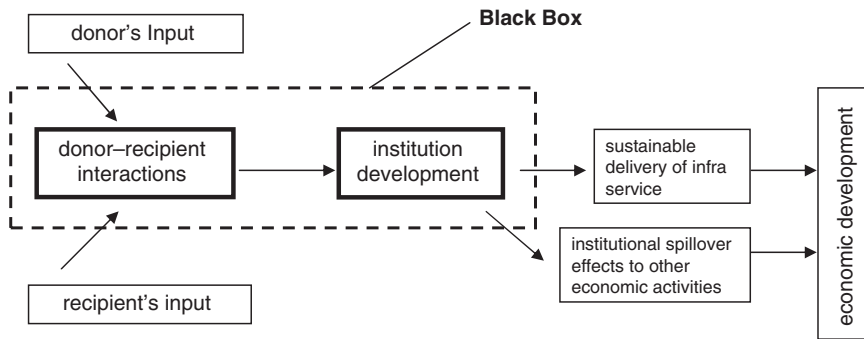 donor's Input
Black Box
donor–recipient
interactions
institution
development
sustainable
delivery of infra
service
institutional spillover
effects to other
economic activities
recipient's input
economic development